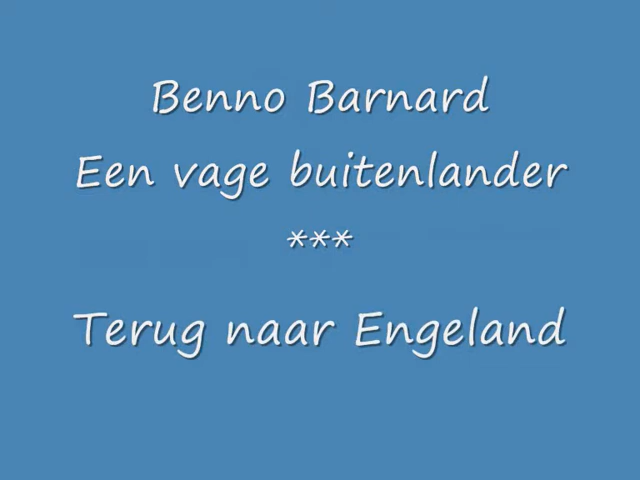 Benno Barnard
Een vage buitenlander
***
Terug naar Engeland